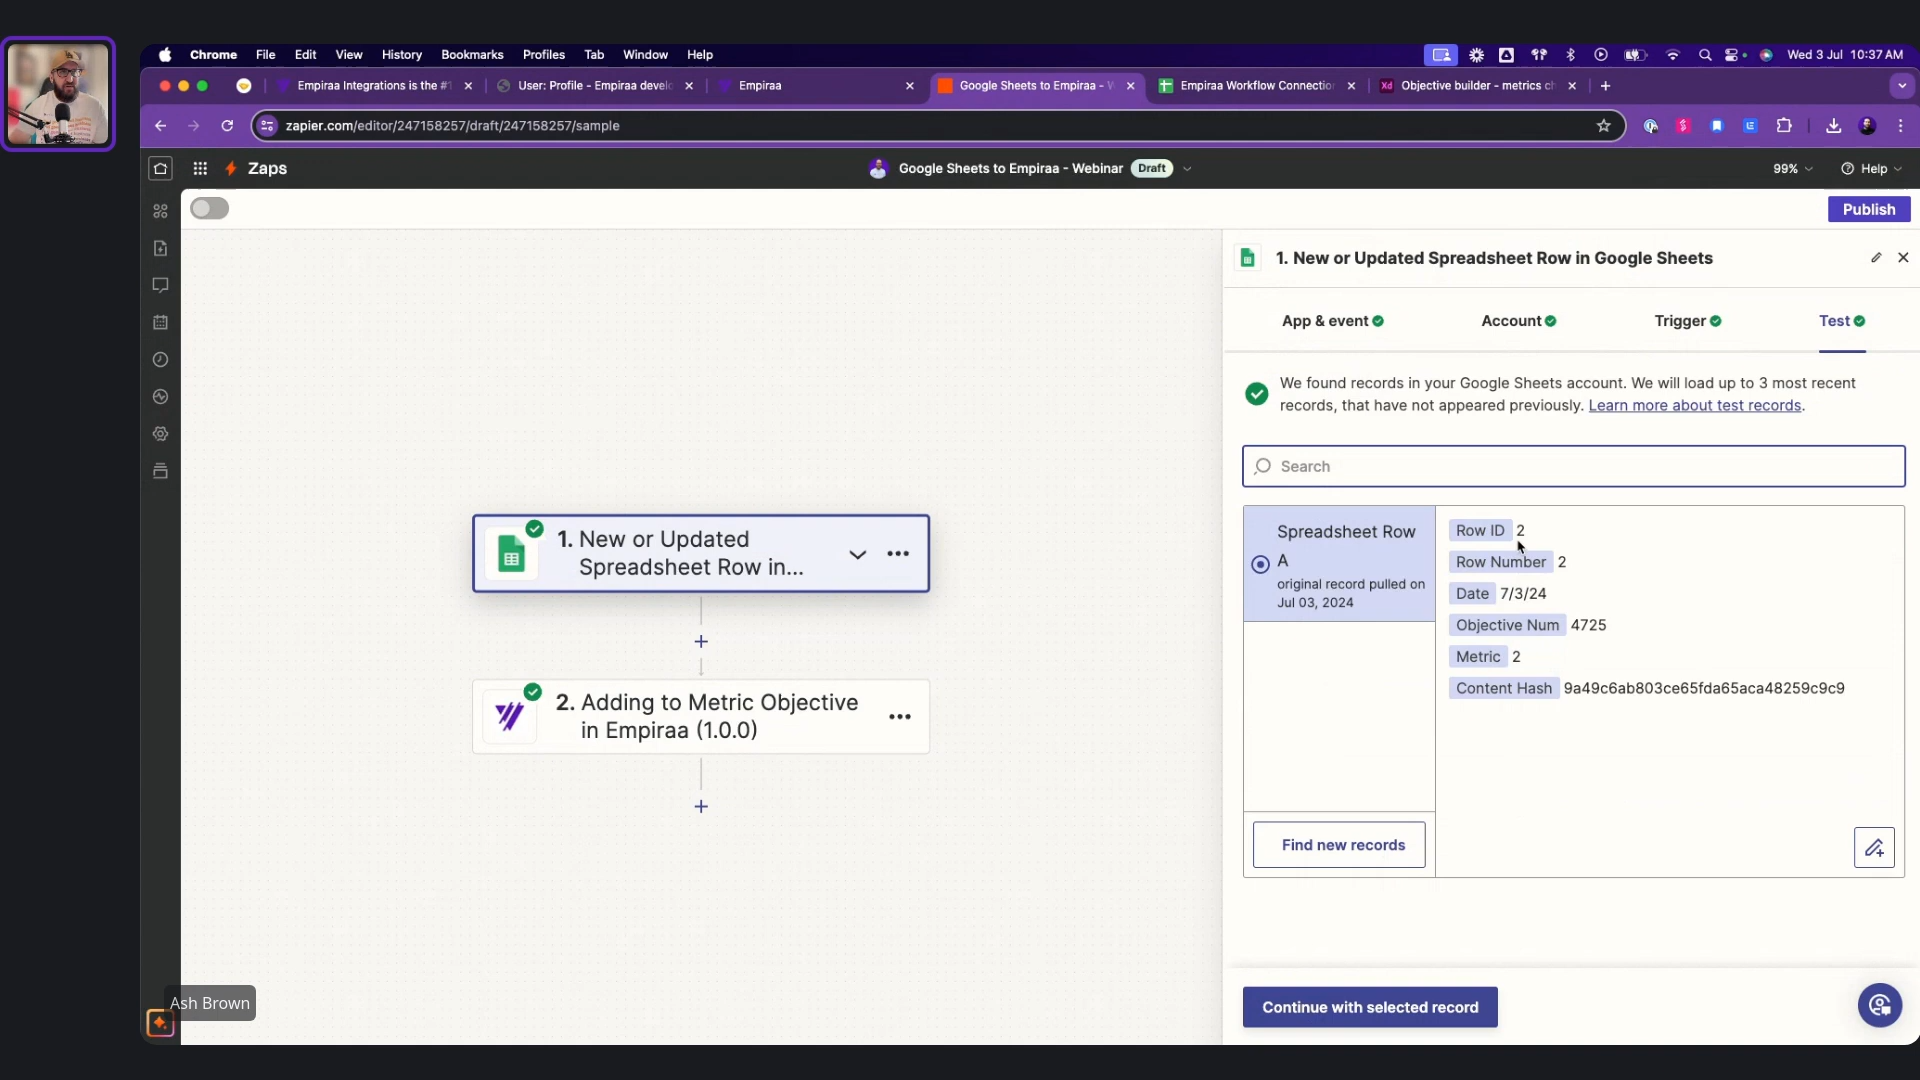 Chrome File Edit View History Bookmarks Profiles Tab Window Help Wed 3 Jul 10:37 AM
Empiraa Integrations is the #1 User: Profile - Empiraa develo Empiraa Google Sheets to Empiraa - W Empiraa Workflow Connection Xd Objective builder - metrics ch
zapier.com/editor/247158257/draft/247158257/sample
Zaps Google Sheets to Empiraa - Webinar Draft 99% Help
Publish
1. New or Updated Spreadsheet Row in Google Sheets
App & event Account Trigger Test
We found records in your Google Sheets account. We will load up to 3 most recent
records, that have not appeared previously. Learn more about test records.
Search
Spreadsheet Row
A
original record pulled on
Jul 03, 2024
Row ID 2
Row Number 2
Date 7/3/24
Objective Num 4725
Metric 2
Content Hash 9a49c6ab803ce65fda65aca48259c9c9
1. New or Updated
Spreadsheet Row in...
2. Adding to Metric Objective
in Empiraa (1.0.0)
Find new records
Continue with selected record
Ash Brown